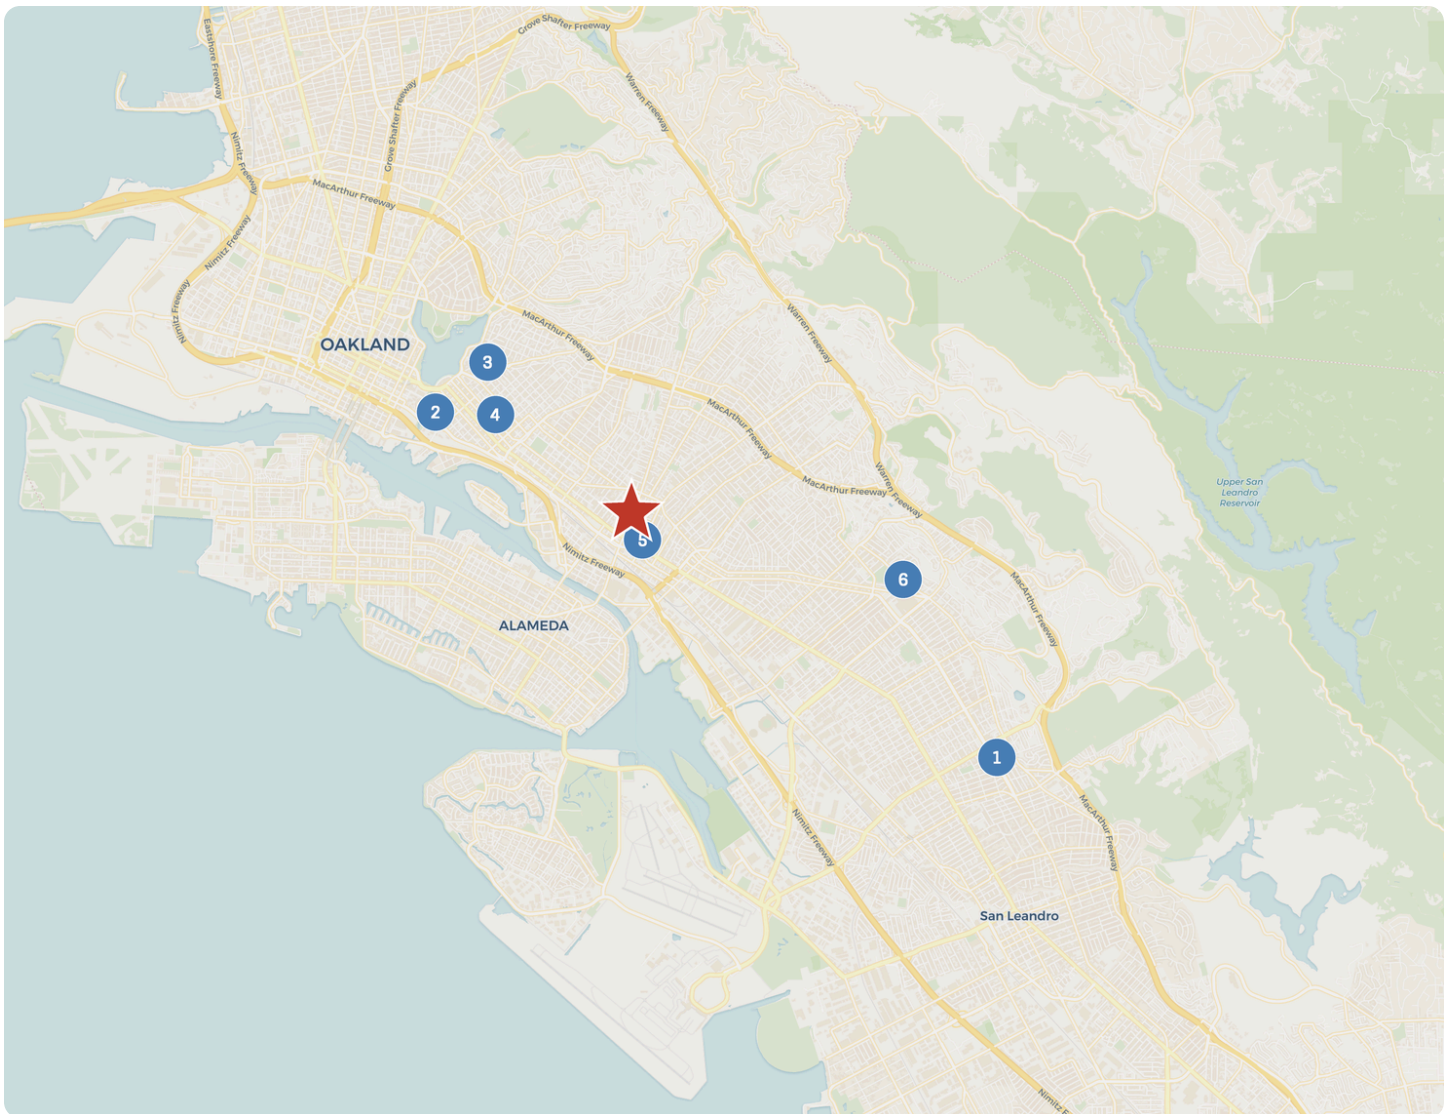 Grove Shafter Freeway
Eastshore Freeway
Warren Freeway
Grove Shafter Freeway
Nimitz Freeway
MacArthur Freeway
Nimitz Freeway
Nimitz Freeway
MacArthur Freeway
Warren Freeway
OAKLAND
3
2
4
MacArthur Freeway
MacArthur Freeway
Warren Freeway
Upper San
Leandro
Reservoir
5
Nimitz Freeway
6
MacArthur Freeway
ALAMEDA
1
Nimitz Freeway
MacArthur Freeway
San Leandro
Nimitz F